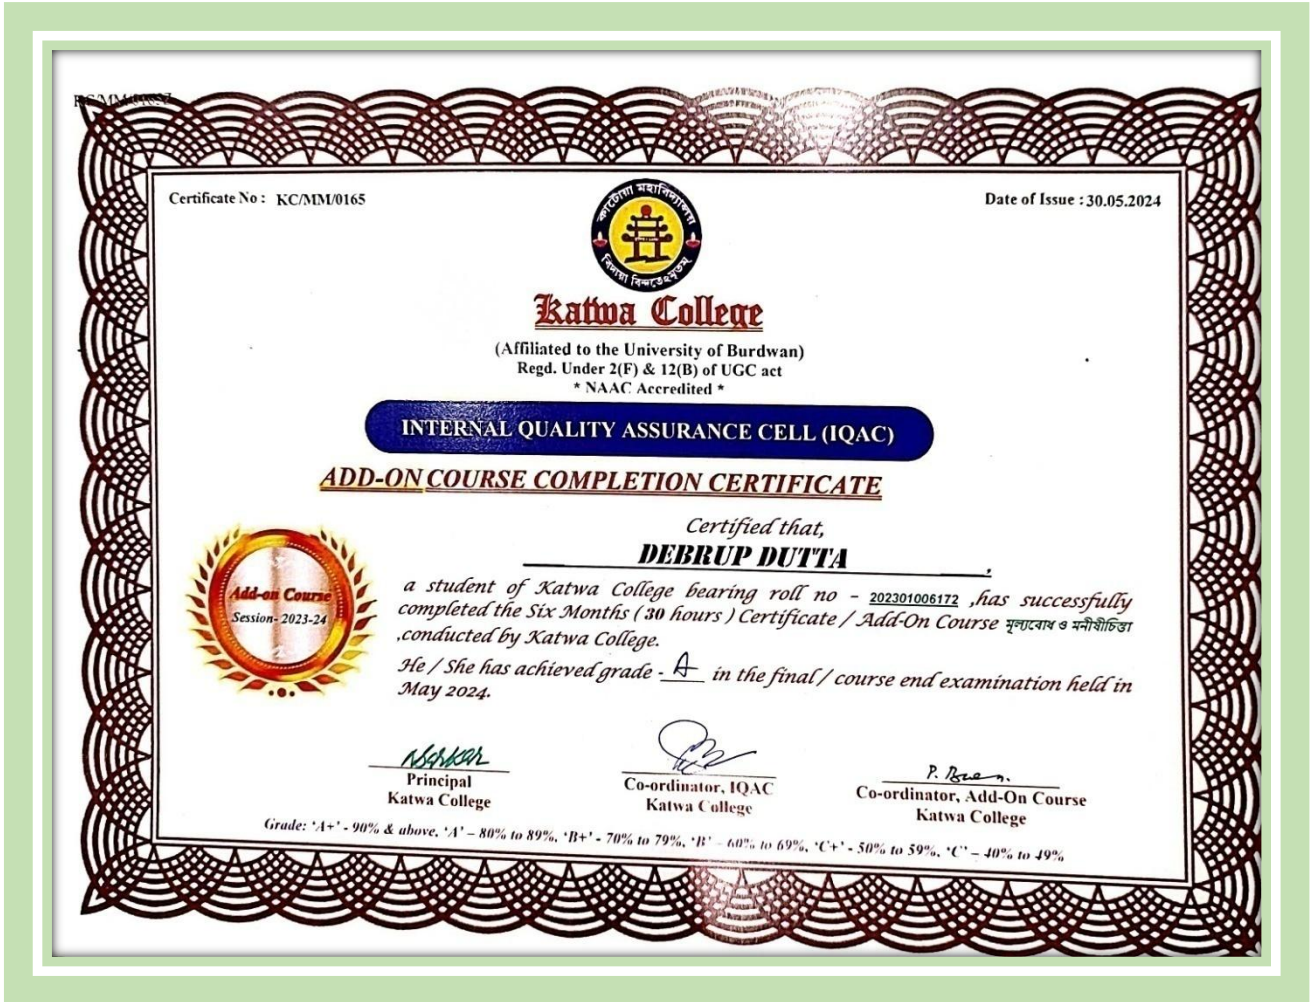 Certificate No : KC/MM/0165
Date of Issue : 30.05.2024
কাটোয়া মহাবিদ্যালয়
Katwa College
(Affiliated to the University of Burdwan)
Regd. Under 2(F) & 12(B) of UGC act
* NAAC Accredited *
INTERNAL QUALITY ASSURANCE CELL (IQAC)
ADD-ON COURSE COMPLETION CERTIFICATE
Certified that,
DEBRUP DUTTA ,
a student of Katwa College bearing roll no - 202301006172 ,has successfully
completed the Six Months ( 30 hours ) Certificate / Add-On Course মূল্যবোধ ও মনীষীচিন্তা
,conducted by Katwa College.
He / She has achieved grade - A in the final / course end examination held in
May 2024.
Add-on Course
Session- 2023-24
Principal
Katwa College
Co-ordinator, IQAC
Katwa College
Co-ordinator, Add-On Course
Katwa College
Grade: 'A+' - 90% & above, 'A' – 80% to 89%, 'B+' - 70% to 79%, 'B' – 60% to 69%, 'C+' - 50% to 59%, 'C' – 40% to 49%